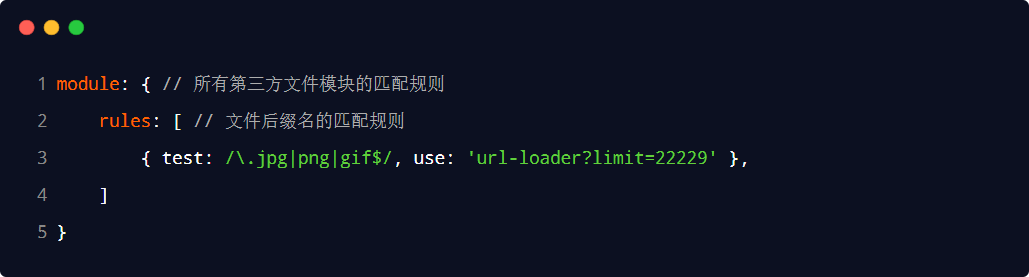 1 module: { // 所有第三方文件模块的匹配规则
2     rules: [ // 文件后缀名的匹配规则
3         { test: /\.jpg|png|gif$/, use: 'url-loader?limit=22229' },
4     ]
5 }